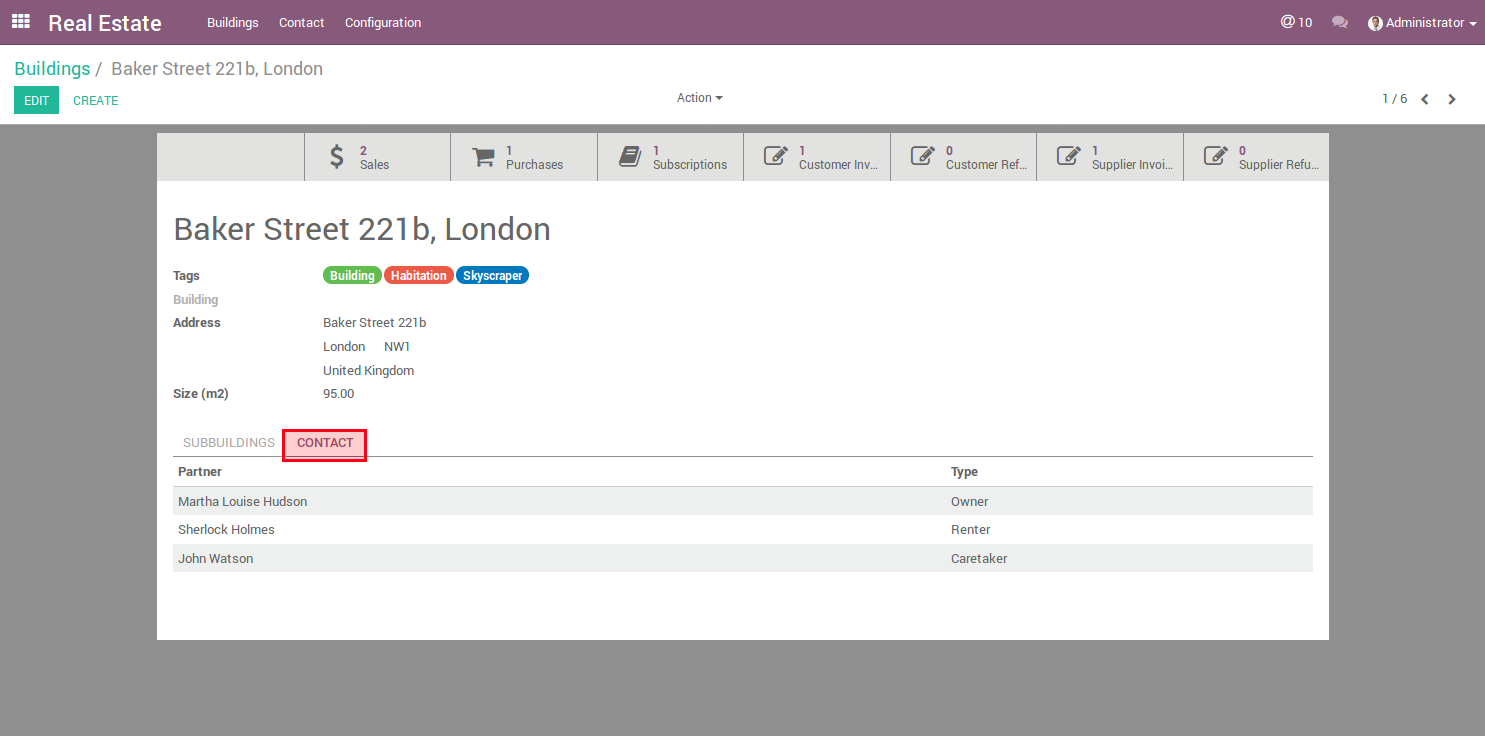 Real Estate Buildings Contact Configuration @ 10 Administrator
Buildings / Baker Street 221b, London
EDIT CREATE Action 1 / 6
2 Sales
1 Purchases
1 Subscriptions
1 Customer Inv...
0 Customer Ref...
1 Supplier Invoi...
0 Supplier Refu...
Baker Street 221b, London
Tags Building Habitation Skyscraper
Building
Address Baker Street 221b
London NW1
United Kingdom
Size (m2) 95.00
SUBBUILDINGS CONTACT
Partner Type
Martha Louise Hudson Owner
Sherlock Holmes Renter
John Watson Caretaker